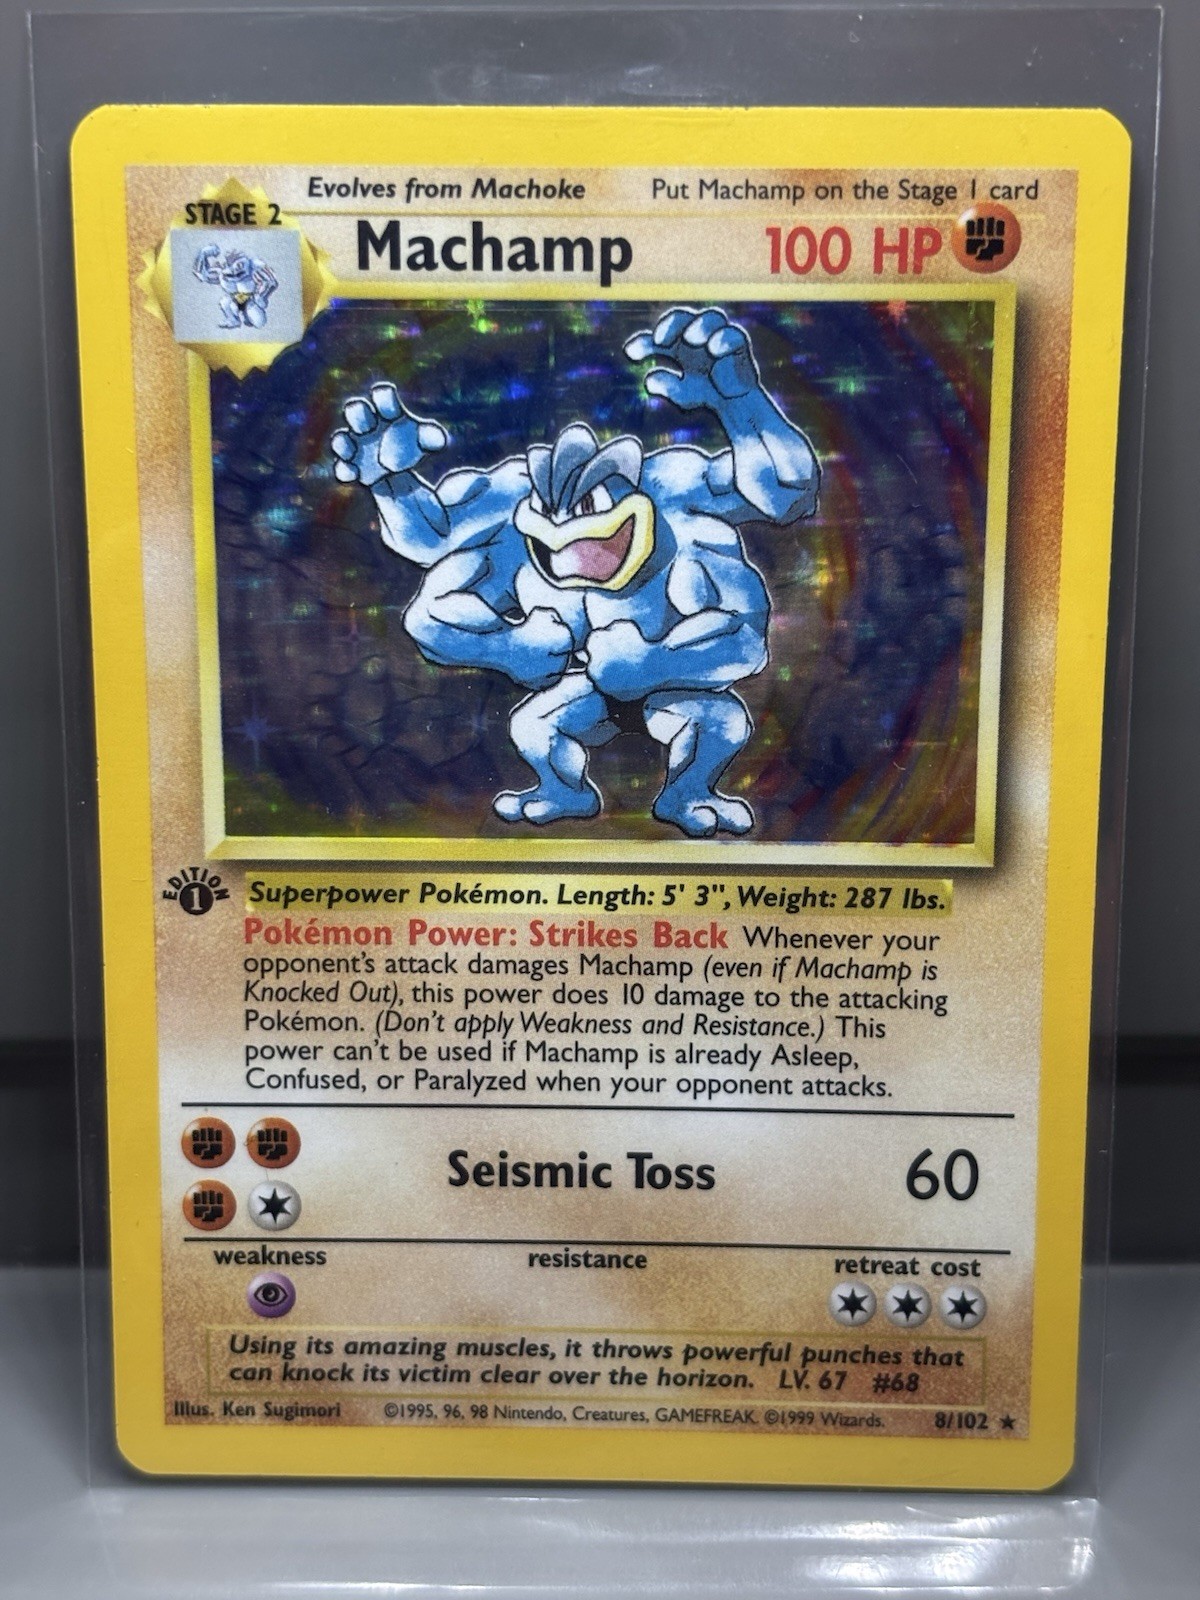 Evolves from Machoke Put Machamp on the Stage 1 card
STAGE 2
Machamp 100 HP
EDITION
1
Superpower Pokémon. Length: 5' 3", Weight: 287 lbs.
Pokémon Power: Strikes Back Whenever your
opponent's attack damages Machamp (even if Machamp is
Knocked Out), this power does 10 damage to the attacking
Pokémon. (Don't apply Weakness and Resistance.) This
power can't be used if Machamp is already Asleep,
Confused, or Paralyzed when your opponent attacks.
Seismic Toss 60
weakness resistance retreat cost
Using its amazing muscles, it throws powerful punches that
can knock its victim clear over the horizon. LV. 67 #68
Illus. Ken Sugimori ©1995, 96, 98 Nintendo, Creatures, GAMEFREAK. ©1999 Wizards. 8/102 ★